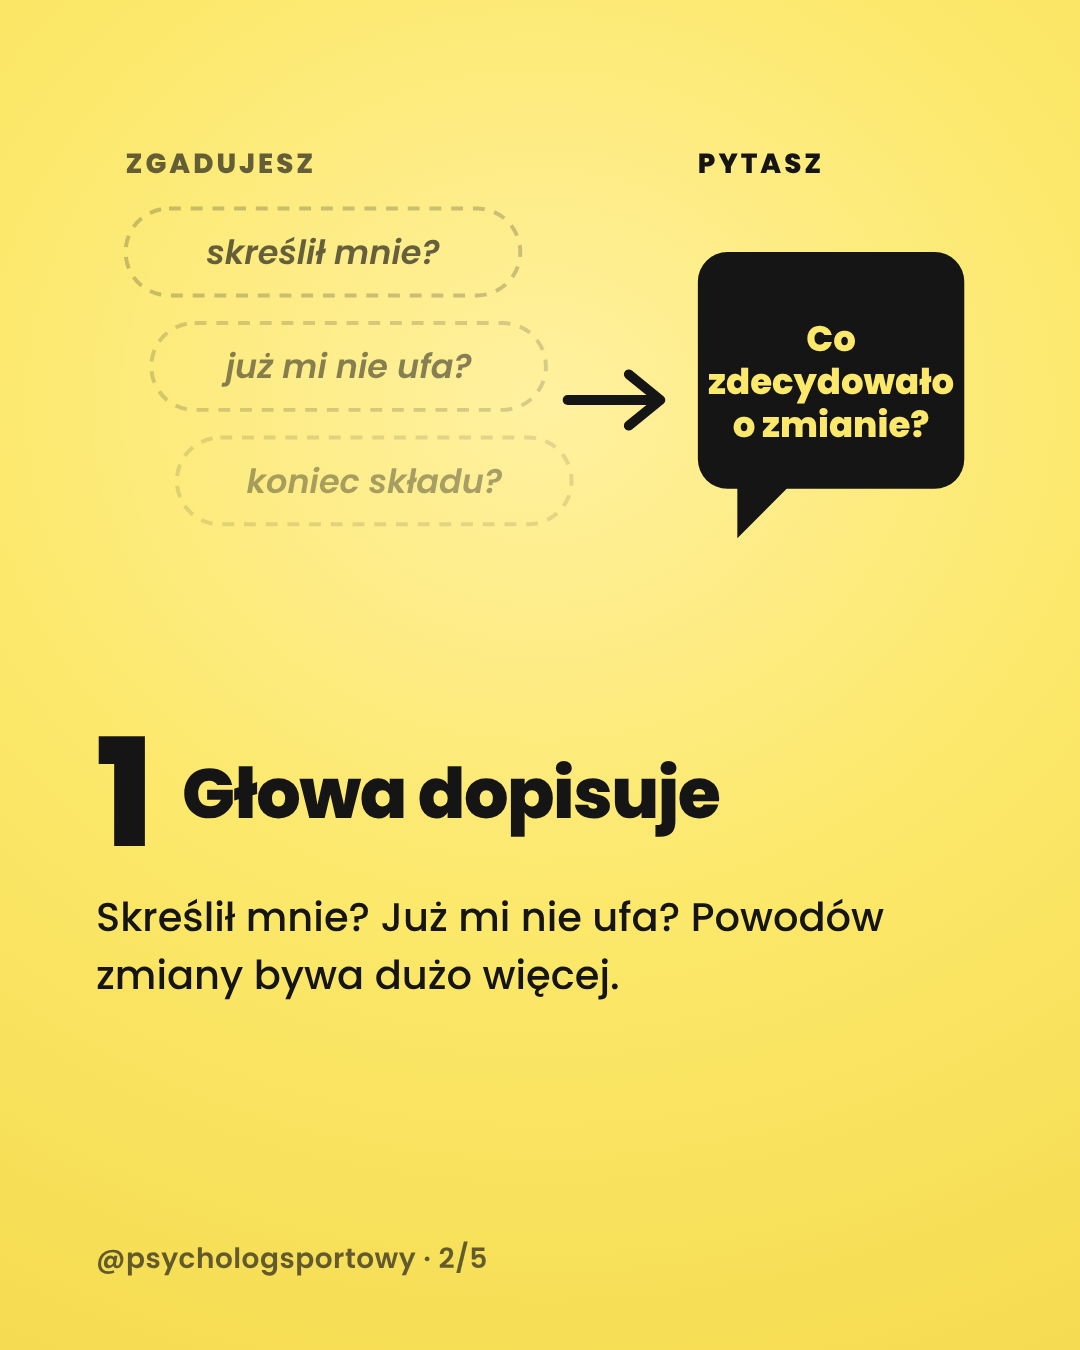 ZGADUJESZ
skreślił mnie?
już mi nie ufa?
koniec składu?
PYTASZ
Co
zdecydowało
o zmianie?
1 Głowa dopisuje
Skreślił mnie? Już mi nie ufa? Powodów
zmiany bywa dużo więcej.
@psychologsportowy · 2/5